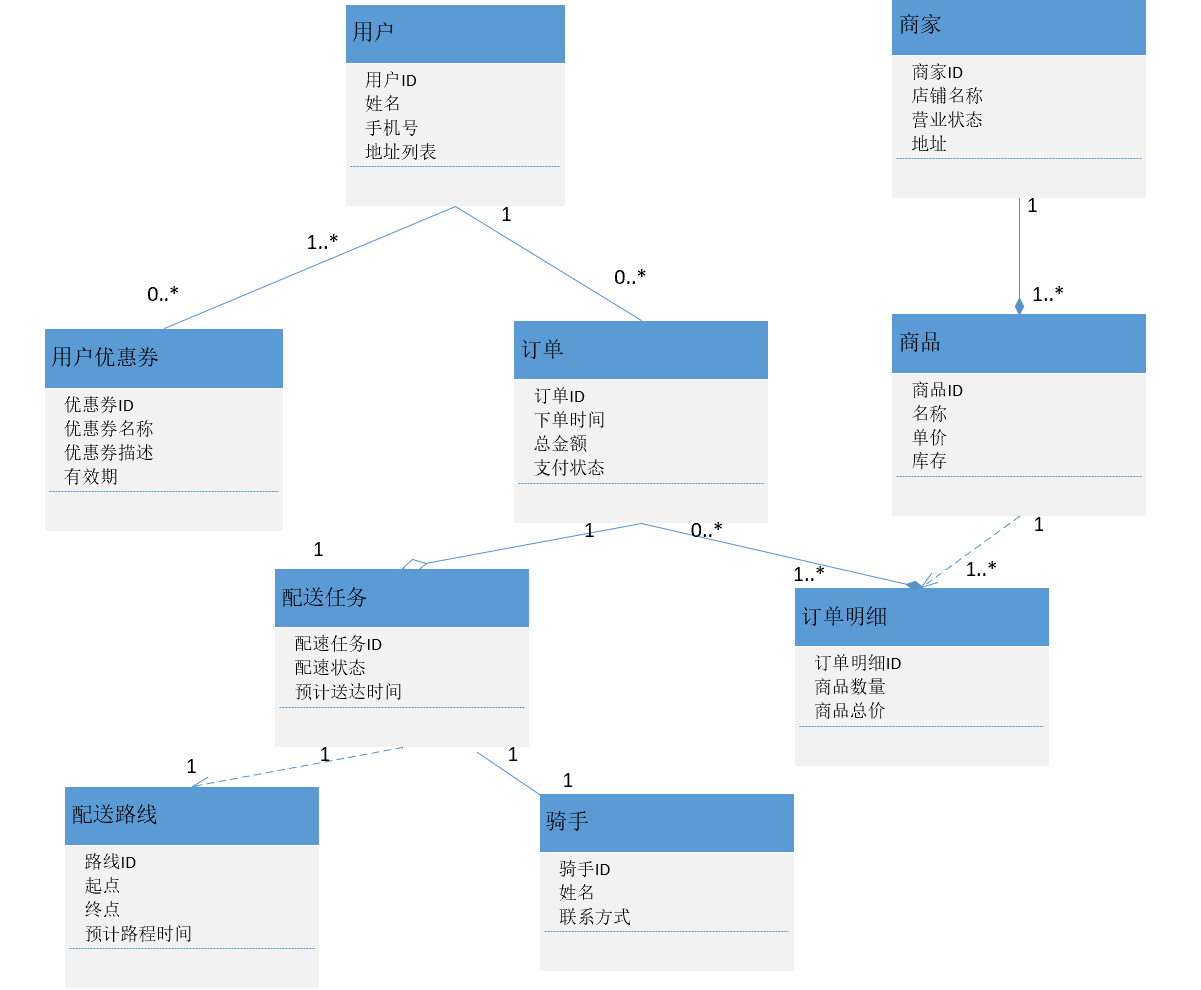 用户
用户ID
姓名
手机号
地址列表
商家
商家ID
店铺名称
营业状态
地址
1
1
1..*
0..*
0..*
1..*
用户优惠券
优惠券ID
优惠券名称
优惠券描述
有效期
订单
订单ID
下单时间
总金额
支付状态
商品
商品ID
名称
单价
库存
1
0..*
1
1
1..*
1..*
配送任务
配速任务ID
配速状态
预计送达时间
订单明细
订单明细ID
商品数量
商品总价
1
1
1
1
配送路线
路线ID
起点
终点
预计路程时间
骑手
骑手ID
姓名
联系方式